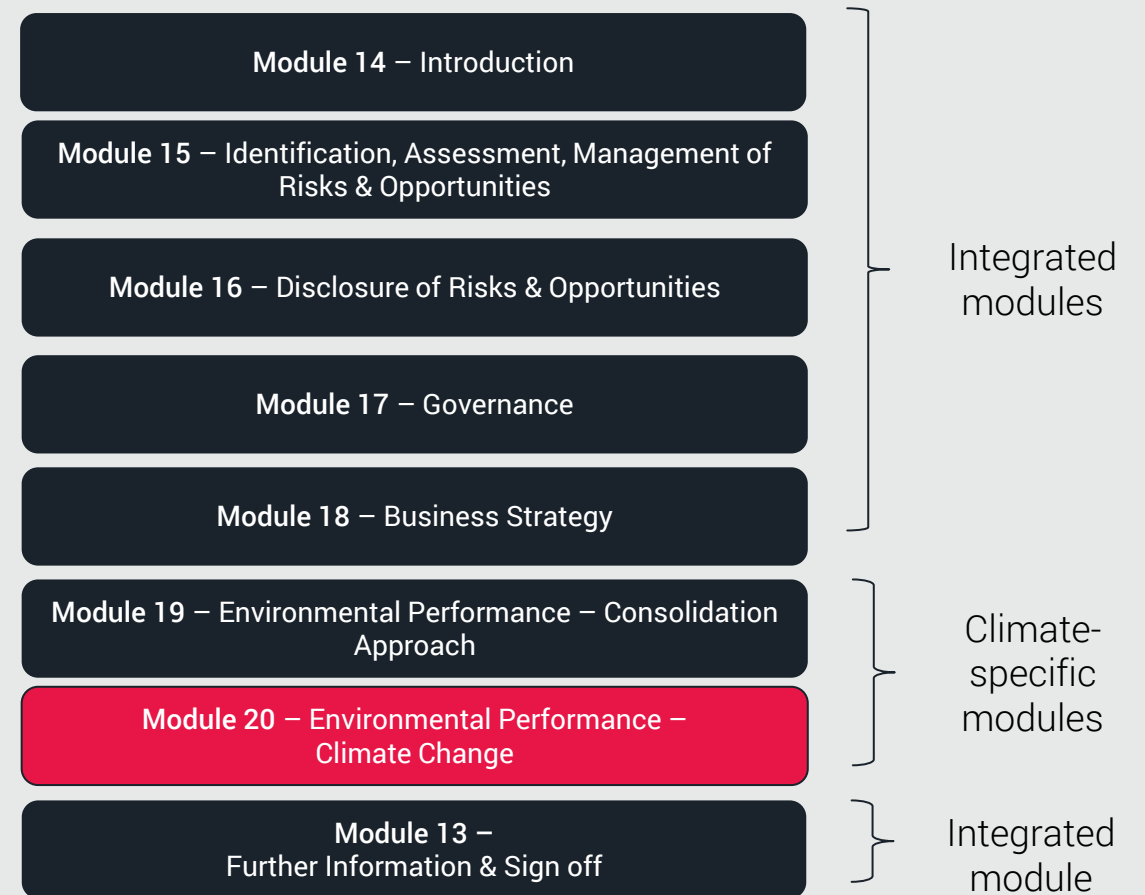 Module 14 – Introduction
Module 15 – Identification, Assessment, Management of
Risks & Opportunities
Module 16 – Disclosure of Risks & Opportunities
Module 17 – Governance
Module 18 – Business Strategy
Integrated
modules
Module 19 – Environmental Performance – Consolidation
Approach
Module 20 – Environmental Performance –
Climate Change
Climate-
specific
modules
Module 13 –
Further Information & Sign off
Integrated
module